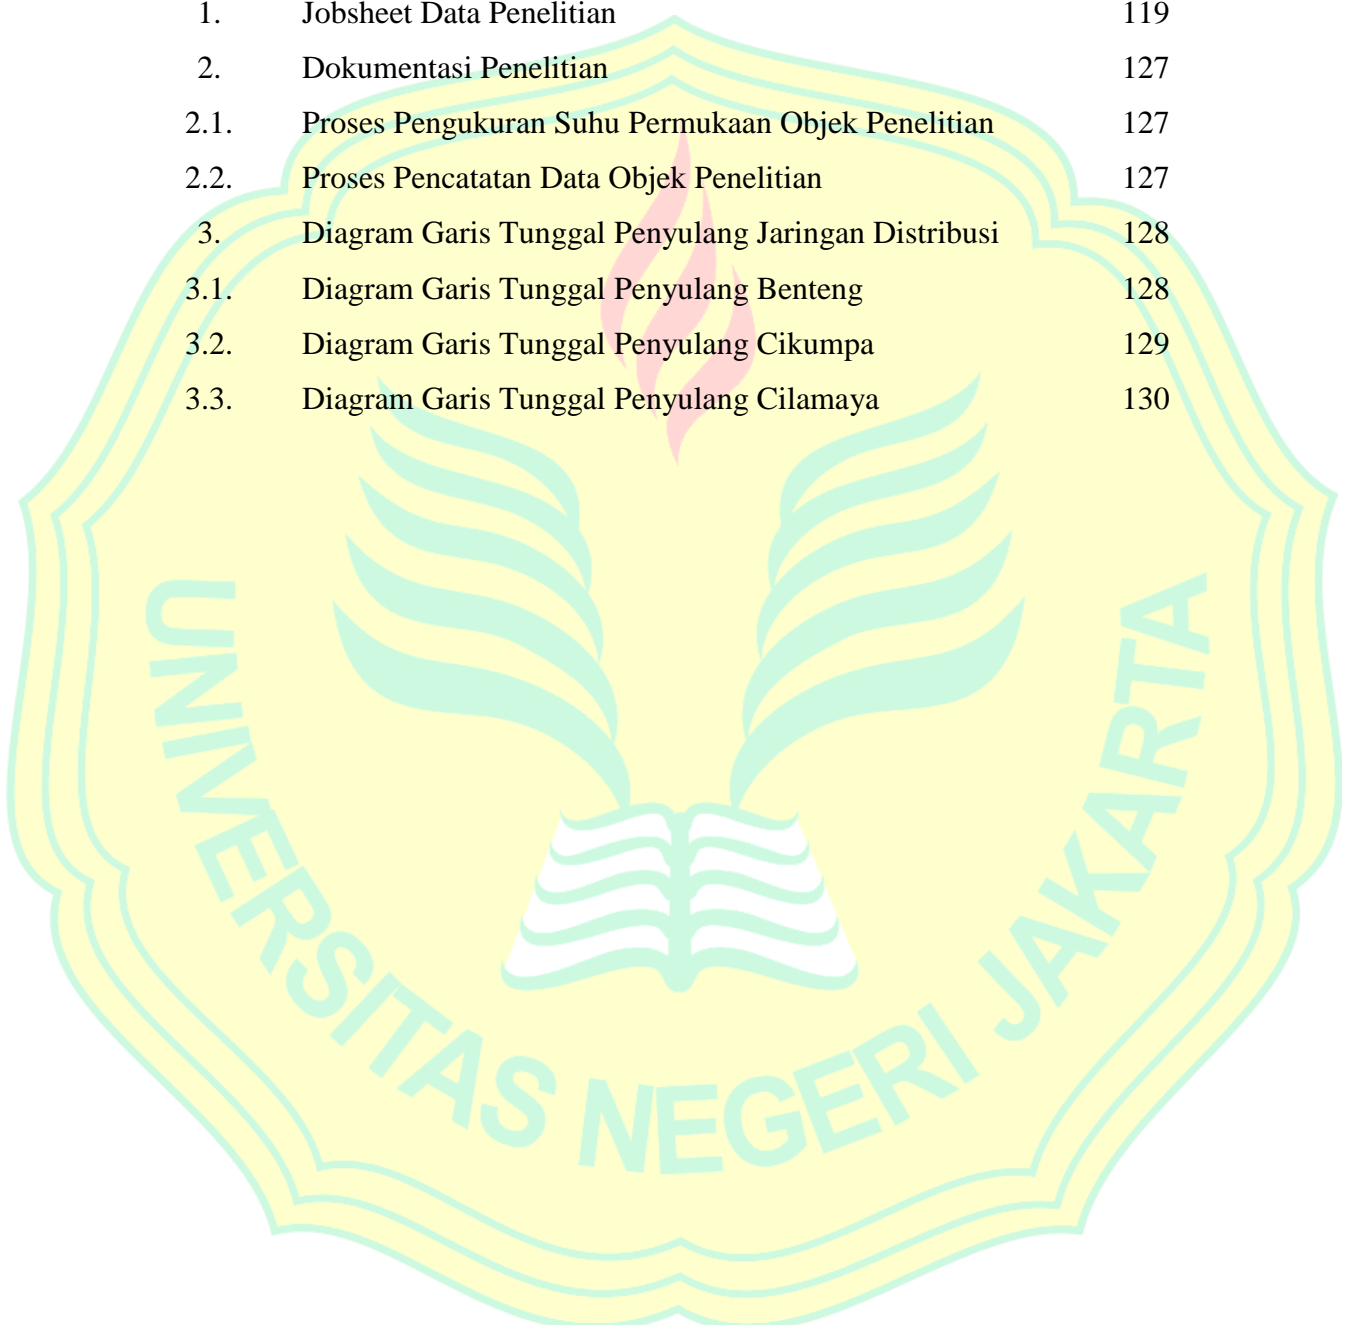 1. Jobsheet Data Penelitian 119
2. Dokumentasi Penelitian 127
2.1. Proses Pengukuran Suhu Permukaan Objek Penelitian 127
2.2. Proses Pencatatan Data Objek Penelitian 127
3. Diagram Garis Tunggal Penyulang Jaringan Distribusi 128
3.1. Diagram Garis Tunggal Penyulang Benteng 128
3.2. Diagram Garis Tunggal Penyulang Cikumpa 129
3.3. Diagram Garis Tunggal Penyulang Cilamaya 130
UNIVERSITAS NEGERI JAKARTA